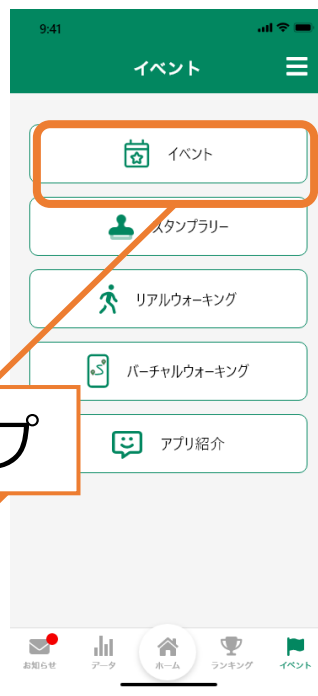 9:41
イベント
イベント
スタンプラリー
リアルウォーキング
バーチャルウォーキング
プ
アプリ紹介
お知らせ
データ
ホーム
ランキング
イベント